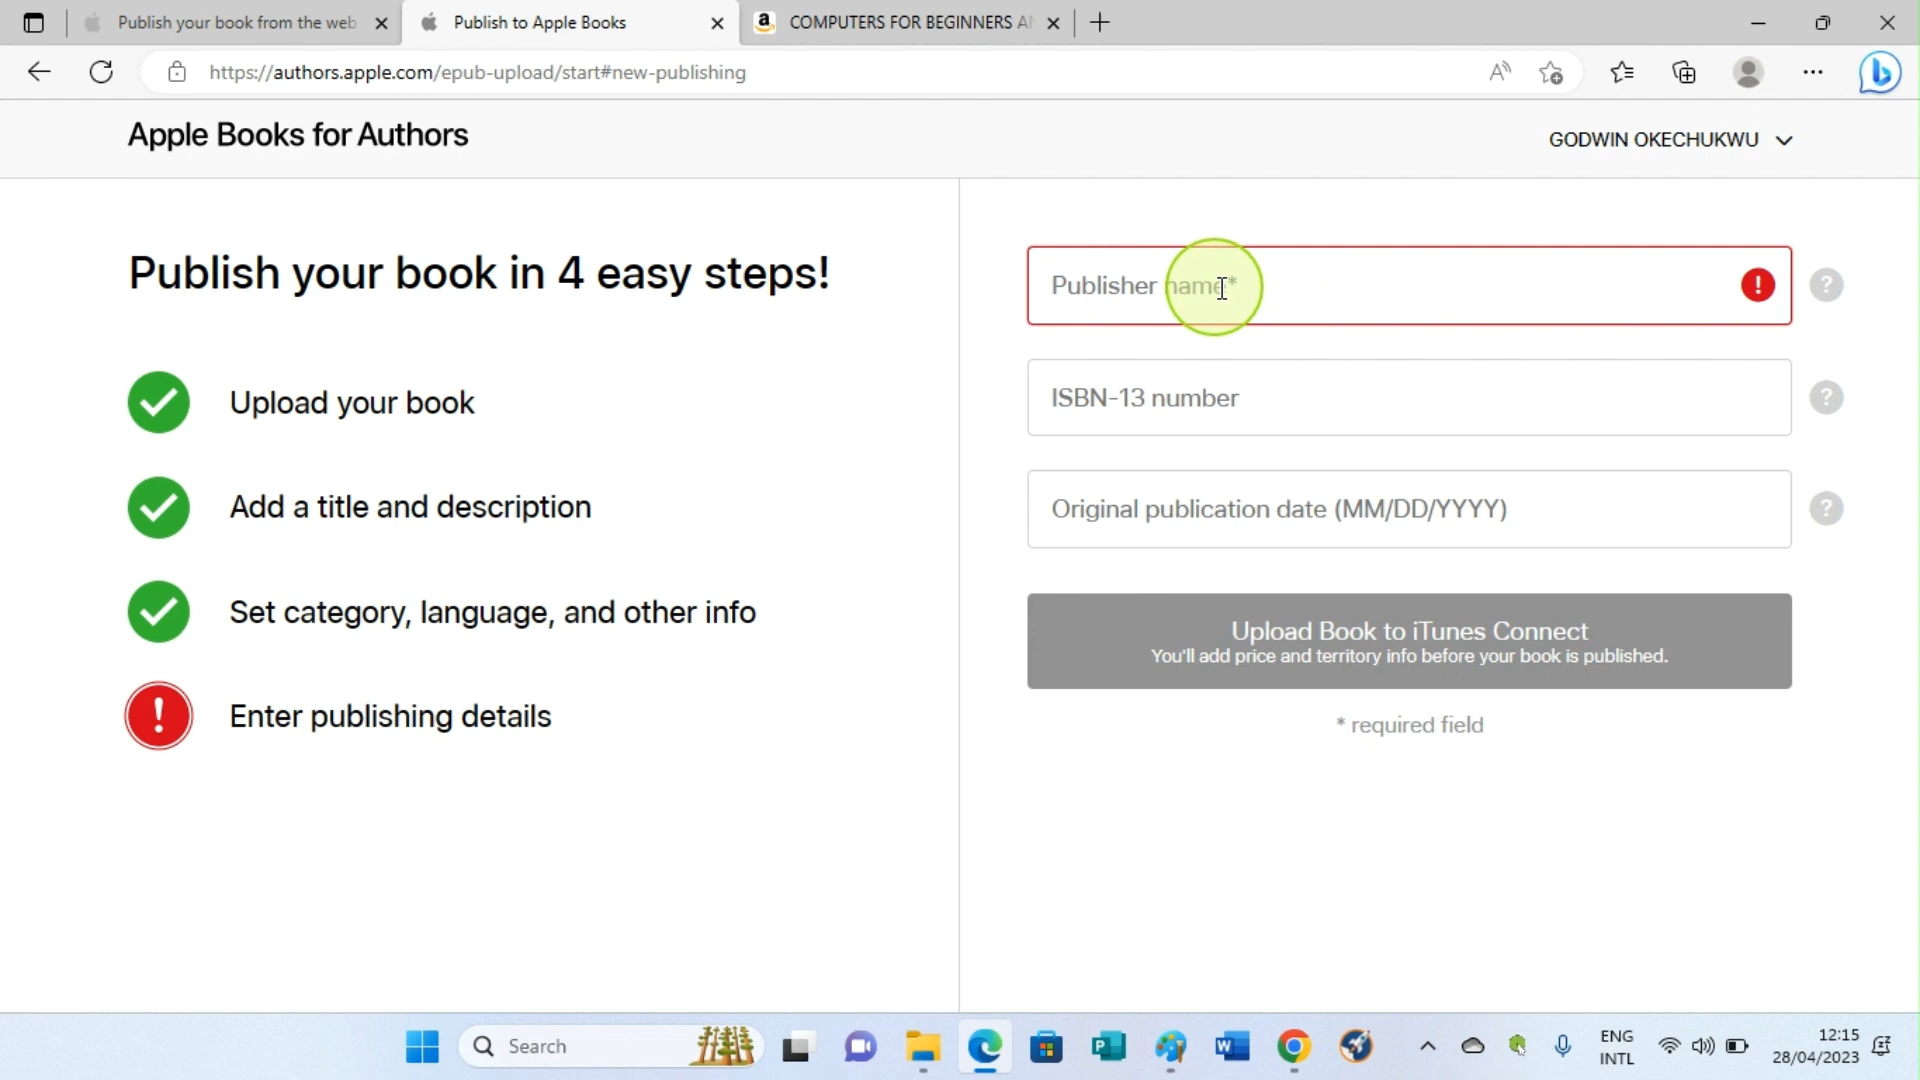 Publish your book from the web
Publish to Apple Books
COMPUTERS FOR BEGINNERS A
https://authors.apple.com/epub-upload/start#new-publishing
Apple Books for Authors
GODWIN OKECHUKWU
Publish your book in 4 easy steps!
Upload your book
Add a title and description
Set category, language, and other info
Enter publishing details
Publisher name*
ISBN-13 number
Original publication date (MM/DD/YYYY)
Upload Book to iTunes Connect
You'll add price and territory info before your book is published.
* required field
Search
ENG
INTL
12:15
28/04/2023